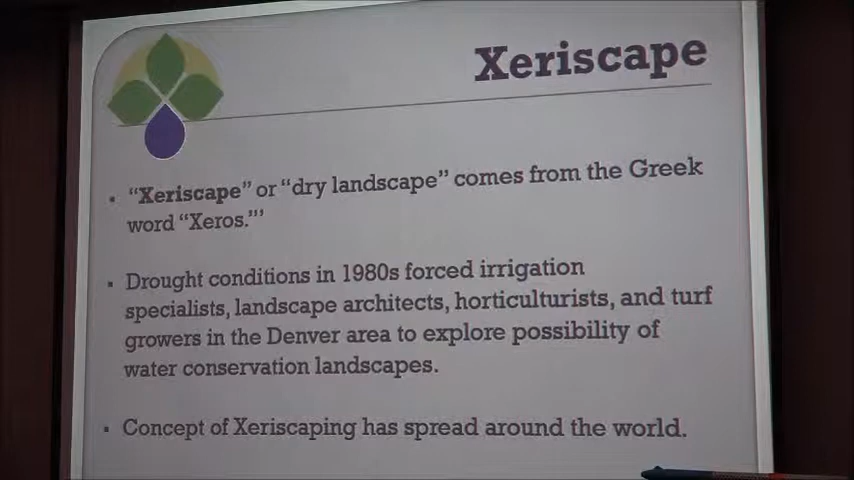 Xeriscape
▪ “Xeriscape” or “dry landscape” comes from the Greek
word “Xeros.”’
▪ Drought conditions in 1980s forced irrigation
specialists, landscape architects, horticulturists, and turf
growers in the Denver area to explore possibility of
water conservation landscapes.
▪ Concept of Xeriscaping has spread around the world.